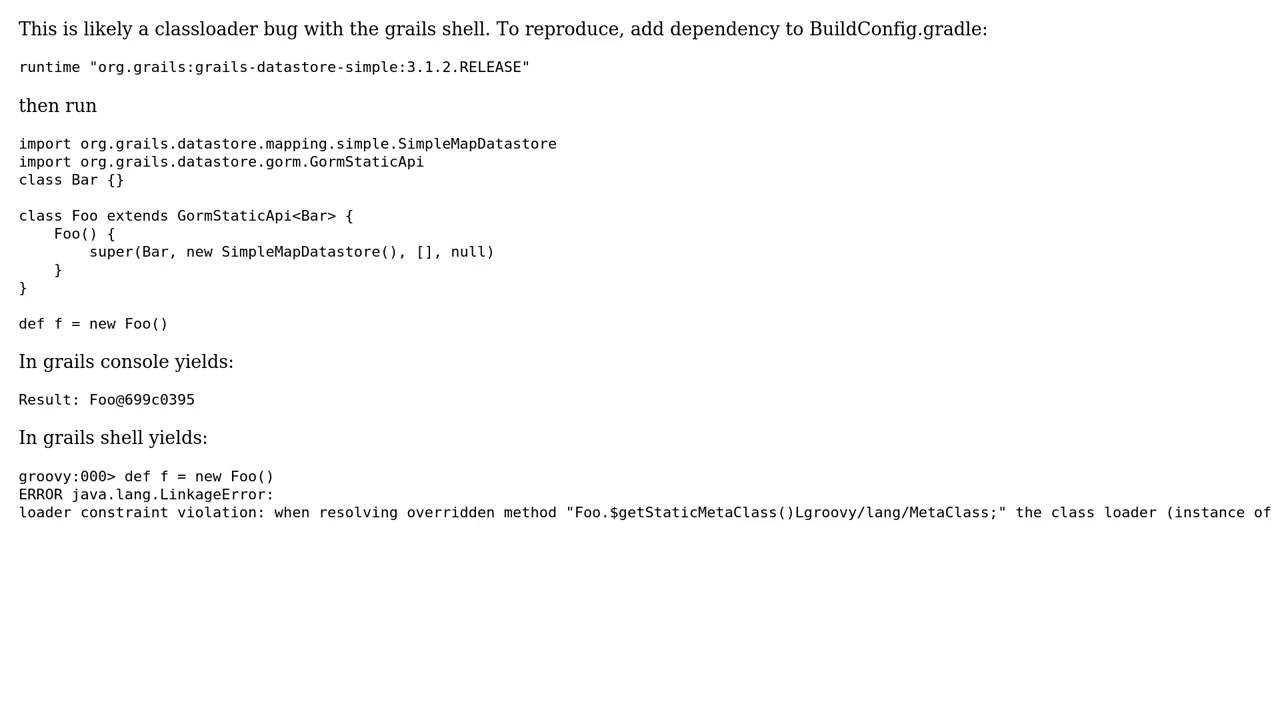 This is likely a classloader bug with the grails shell. To reproduce, add dependency to BuildConfig.gradle:
runtime "org.grails:grails-datastore-simple:3.1.2.RELEASE"
then run
import org.grails.datastore.mapping.simple.SimpleMapDatastore
import org.grails.datastore.gorm.GormStaticApi
class Bar {}
class Foo extends GormStaticApi<Bar> {
    Foo() {
        super(Bar, new SimpleMapDatastore(), [], null)
    }
}
def f = new Foo()
In grails console yields:
Result: Foo@699c0395
In grails shell yields:
groovy:000> def f = new Foo()
ERROR java.lang.LinkageError:
loader constraint violation: when resolving overridden method "Foo.$getStaticMetaClass()Lgroovy/lang/MetaClass;" the class loader (instance of